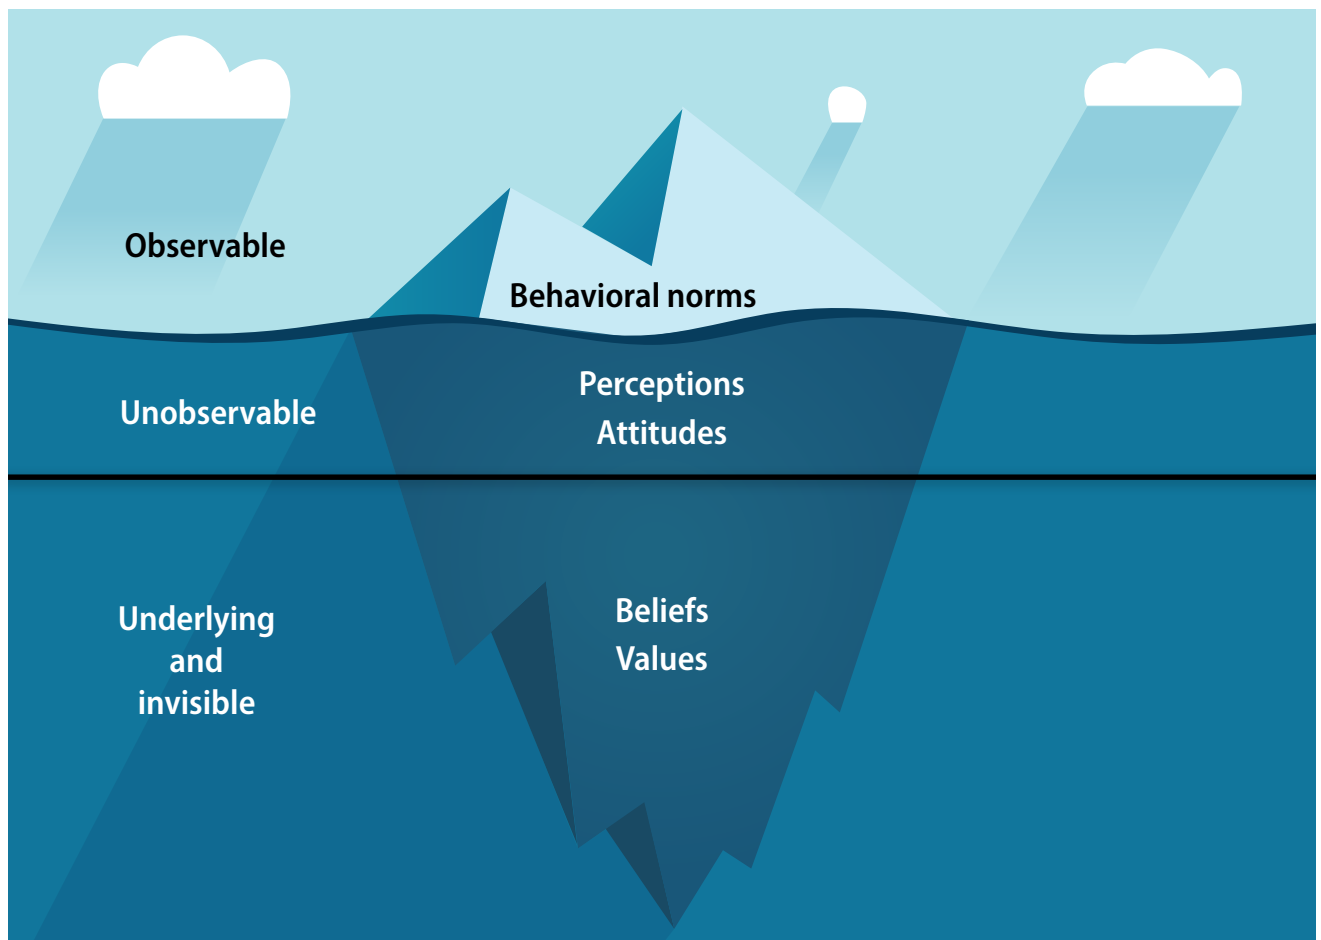 Observable
Behavioral norms
Unobservable
Perceptions
Attitudes
Underlying
and
invisible
Beliefs
Values